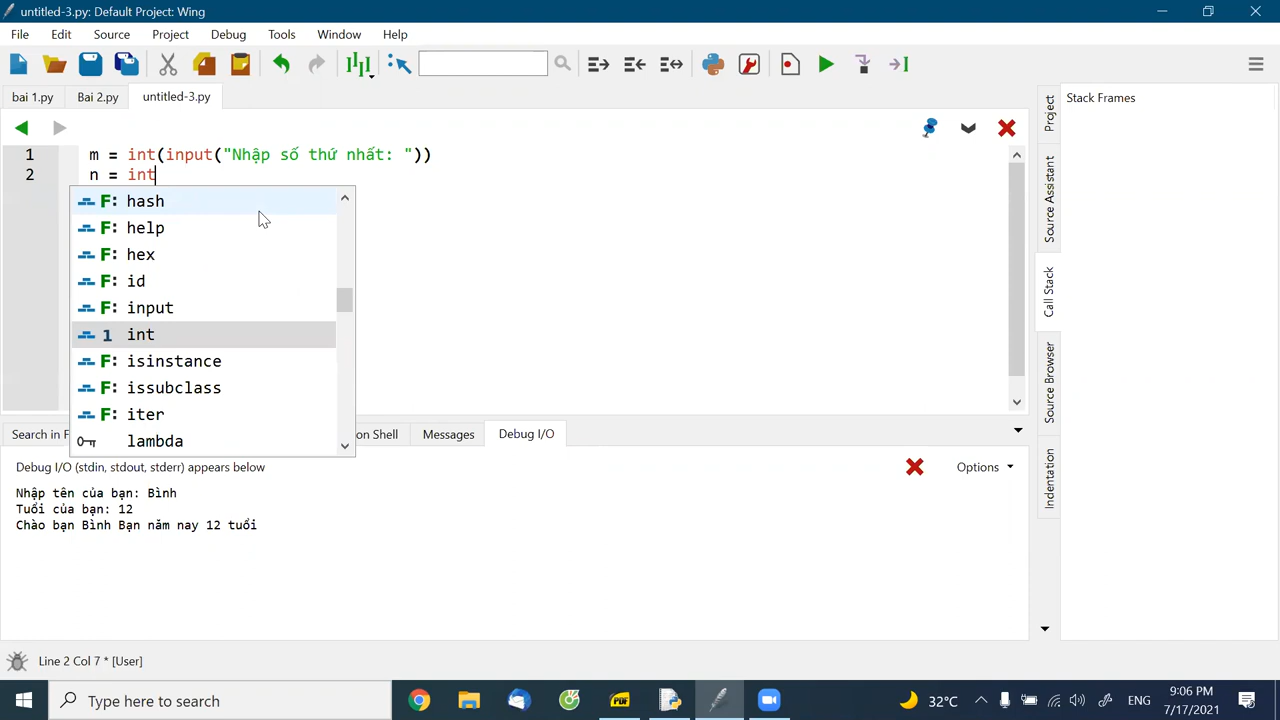 untitled-3.py: Default Project: Wing
File Edit Source Project Debug Tools Window Help
bai 1.py Bai 2.py untitled-3.py
Stack Frames
1 m = int(input("Nhập số thứ nhất: "))
2 n = int
F: hash
F: help
F: hex
F: id
F: input
1 int
F: isinstance
F: issubclass
F: iter
lambda
Project
Source Assistant
Call Stack
Source Browser
Indentation
Search in F on Shell Messages Debug I/O
Debug I/O (stdin, stdout, stderr) appears below
Options
Nhập tên của bạn: Bình
Tuổi của bạn: 12
Chào bạn Bình Bạn năm nay 12 tuổi
Line 2 Col 7 * [User]
Type here to search
PDF
32°C
ENG
9:06 PM
7/17/2021